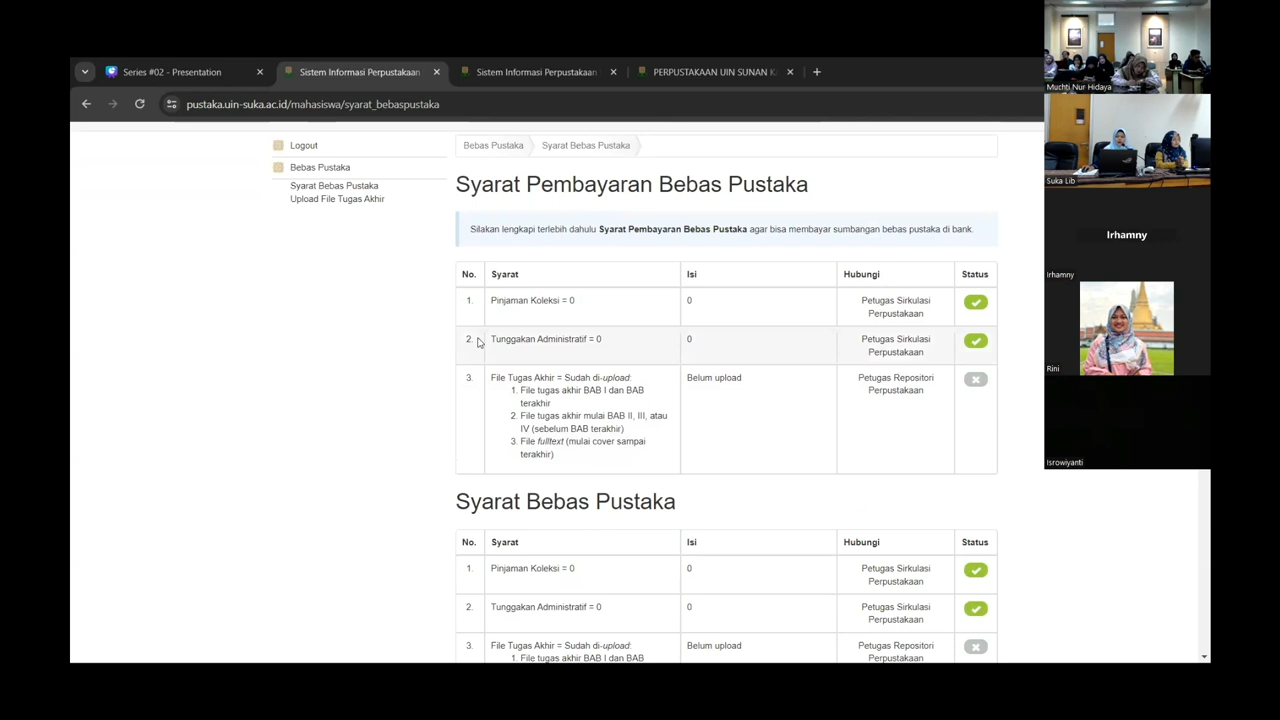 Series #02 - Presentation
Sistem Informasi Perpustakaan
Sistem Informasi Perpustakaan
PERPUSTAKAAN UIN SUNAN K
pustaka.uin-suka.ac.id/mahasiswa/syarat_bebaspustaka
Logout
Bebas Pustaka
Syarat Bebas Pustaka
Upload File Tugas Akhir
Bebas Pustaka
Syarat Bebas Pustaka
Syarat Pembayaran Bebas Pustaka
Silakan lengkapi terlebih dahulu Syarat Pembayaran Bebas Pustaka agar bisa membayar sumbangan bebas pustaka di bank.
No. Syarat Isi Hubungi Status
1. Pinjaman Koleksi = 0 0 Petugas Sirkulasi
Perpustakaan
2. Tunggakan Administratif = 0 0 Petugas Sirkulasi
Perpustakaan
3. File Tugas Akhir = Sudah di-upload: Belum upload Petugas Repositori
1. File tugas akhir BAB I dan BAB Perpustakaan
terakhir
2. File tugas akhir mulai BAB II, III, atau
IV (sebelum BAB terakhir)
3. File fulltext (mulai cover sampai
terakhir)
Syarat Bebas Pustaka
No. Syarat Isi Hubungi Status
1. Pinjaman Koleksi = 0 0 Petugas Sirkulasi
Perpustakaan
2. Tunggakan Administratif = 0 0 Petugas Sirkulasi
Perpustakaan
3. File Tugas Akhir = Sudah di-upload: Belum upload Petugas Repositori
1. File tugas akhir BAB I dan BAB Perpustakaan
Muchti Nur Hidaya
Suka Lib
Irhamny
Irhamny
Rini
Isrowiyanti